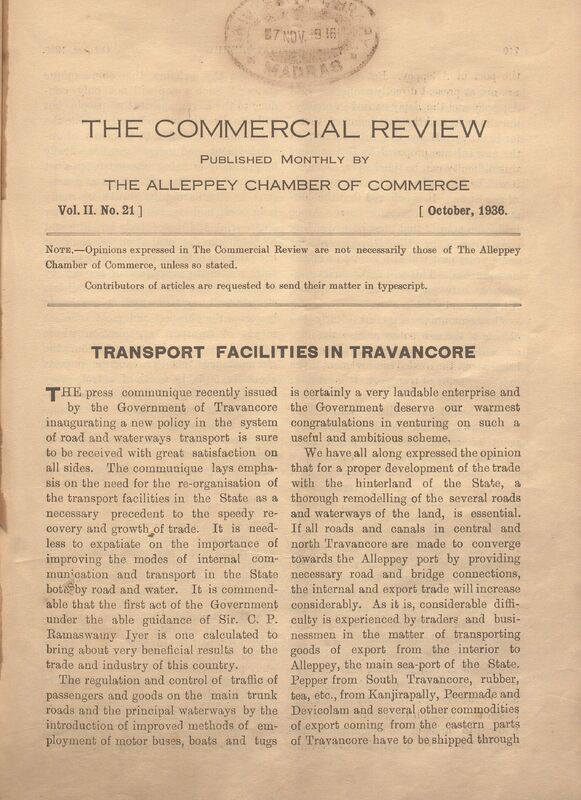 7 NOV. 1936
MADRAS
THE COMMERCIAL REVIEW
PUBLISHED MONTHLY BY
THE ALLEPPEY CHAMBER OF COMMERCE
Vol. II. No. 21 ]
[ October, 1936.
NOTE.—Opinions expressed in The Commercial Review are not necessarily those of The Alleppey
Chamber of Commerce, unless so stated.
Contributors of articles are requested to send their matter in typescript.
TRANSPORT FACILITIES IN TRAVANCORE
THE press communique recently issued
by the Government of Travancore
inaugurating a new policy in the system
of road and waterways transport is sure
to be received with great satisfaction on
all sides. The communique lays empha-
sis on the need for the re-organisation of
the transport facilities in the State as a
necessary precedent to the speedy re-
covery and growth of trade. It is need-
less to expatiate on the importance of
improving the modes of internal com-
munication and transport in the State
both by road and water. It is commend-
able that the first act of the Government
under the able guidance of Sir. C. P.
Ramaswamy Iyer is one calculated to
bring about very beneficial results to the
trade and industry of this country.
The regulation and control of traffic of
passengers and goods on the main trunk
roads and the principal waterways by the
introduction of improved methods of em-
ployment of motor buses, boats and tugs
is certainly a very laudable enterprise and
the Government deserve our warmest
congratulations in venturing on such a
useful and ambitious scheme.
We have all along expressed the opinion
that for a proper development of the trade
with the hinterland of the State, a
thorough remodelling of the several roads
and waterways of the land, is essential.
If all roads and canals in central and
north Travancore are made to converge
towards the Alleppey port by providing
necessary road and bridge connections,
the internal and export trade will increase
considerably. As it is, considerable diffi-
culty is experienced by traders and busi-
nessmen in the matter of transporting
goods of export from the interior to
Alleppey, the main sea-port of the State.
Pepper from South Travancore, rubber,
tea, etc., from Kanjirapally, Peermade and
Devicolam and several other commodities
of export coming from the eastern parts
of Travancore have to be shipped through